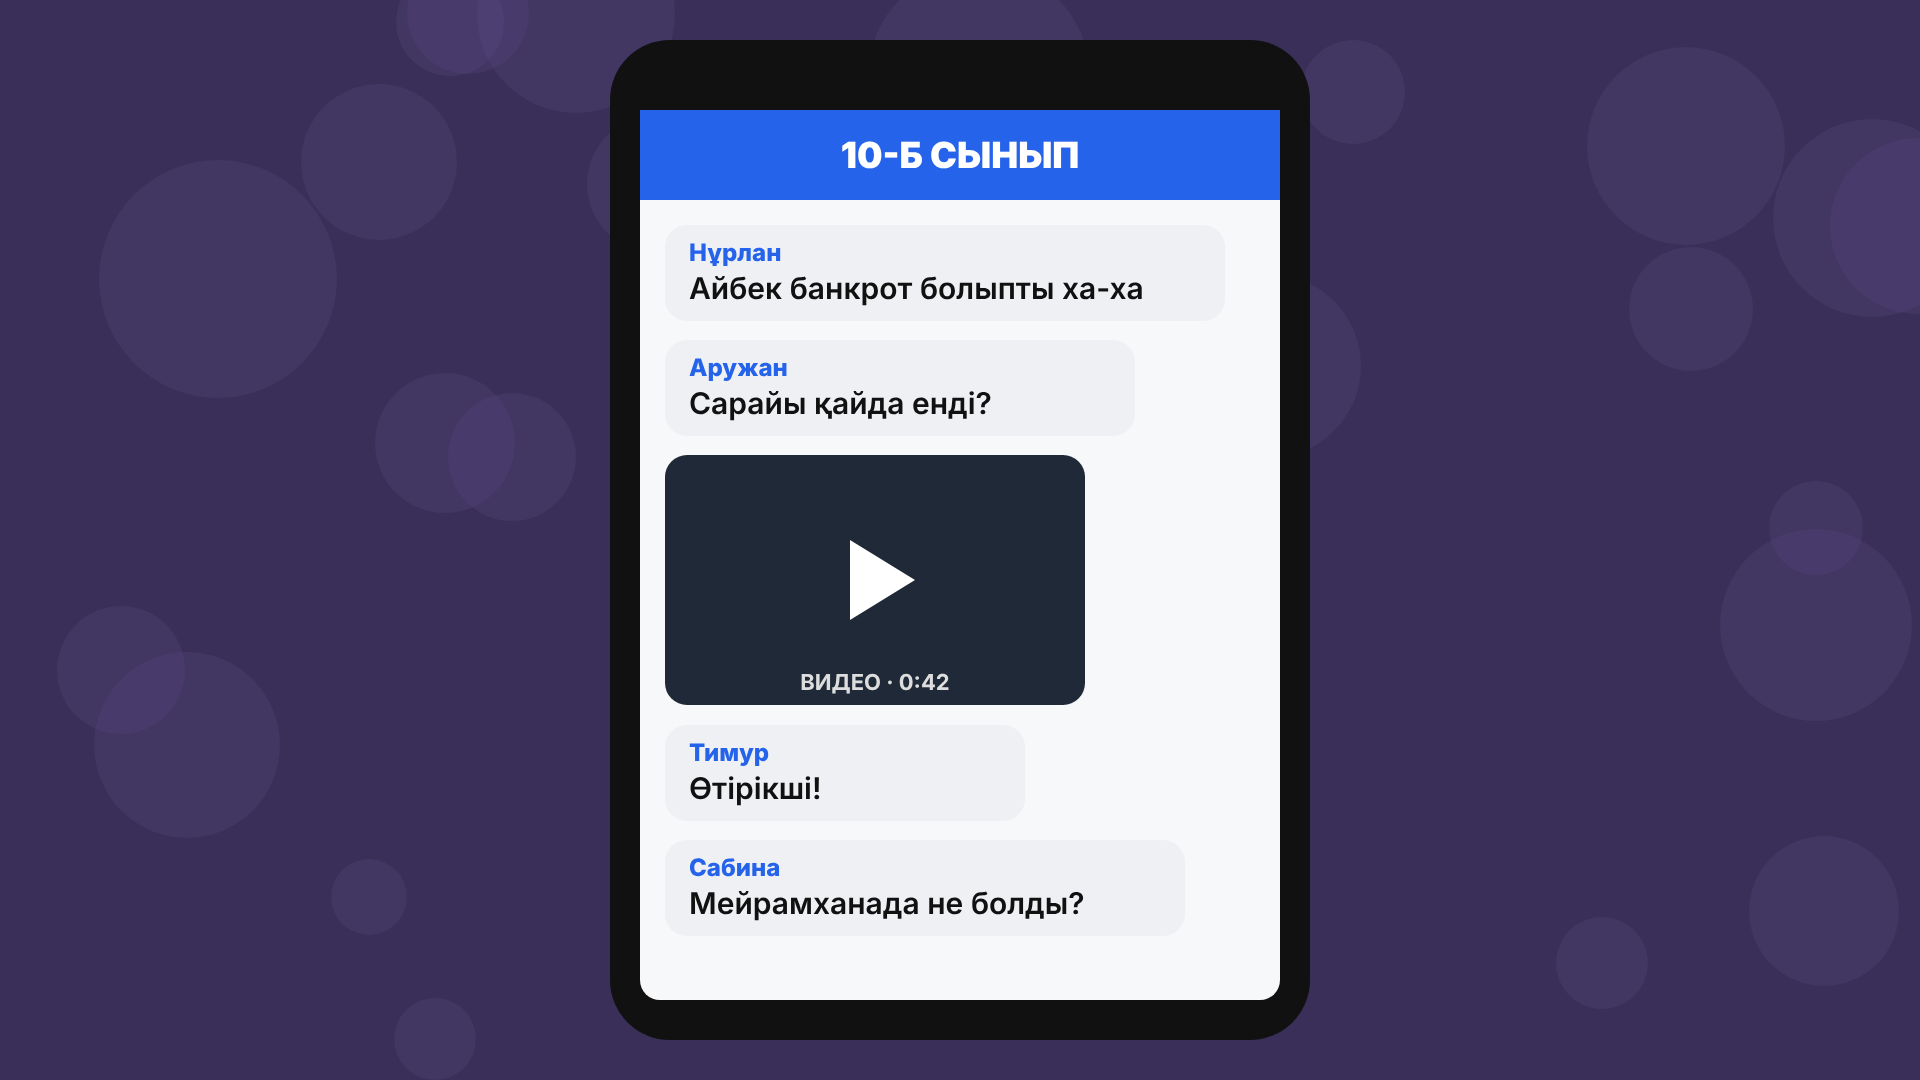 10-Б СЫНЫП
Нұрлан
Айбек банкрот болыпты ха-ха
Аружан
Сарайы қайда енді?
ВИДЕО · 0:42
Тимур
Өтірікші!
Сабина
Мейрамханада не болды?